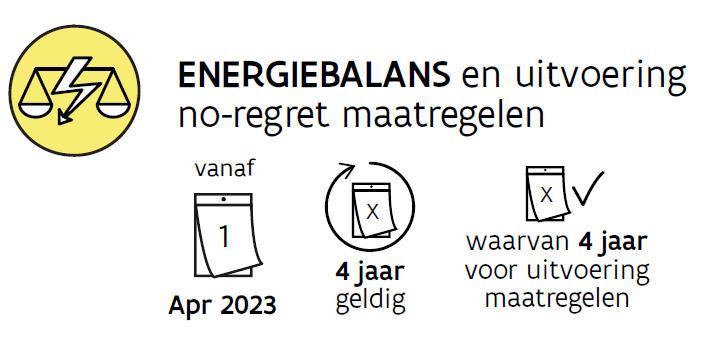 ENERGIEBALANS en uitvoering
no-regret maatregelen
vanaf
1
Apr 2023
X
4 jaar
geldig
X
waarvan 4 jaar
voor uitvoering
maatregelen